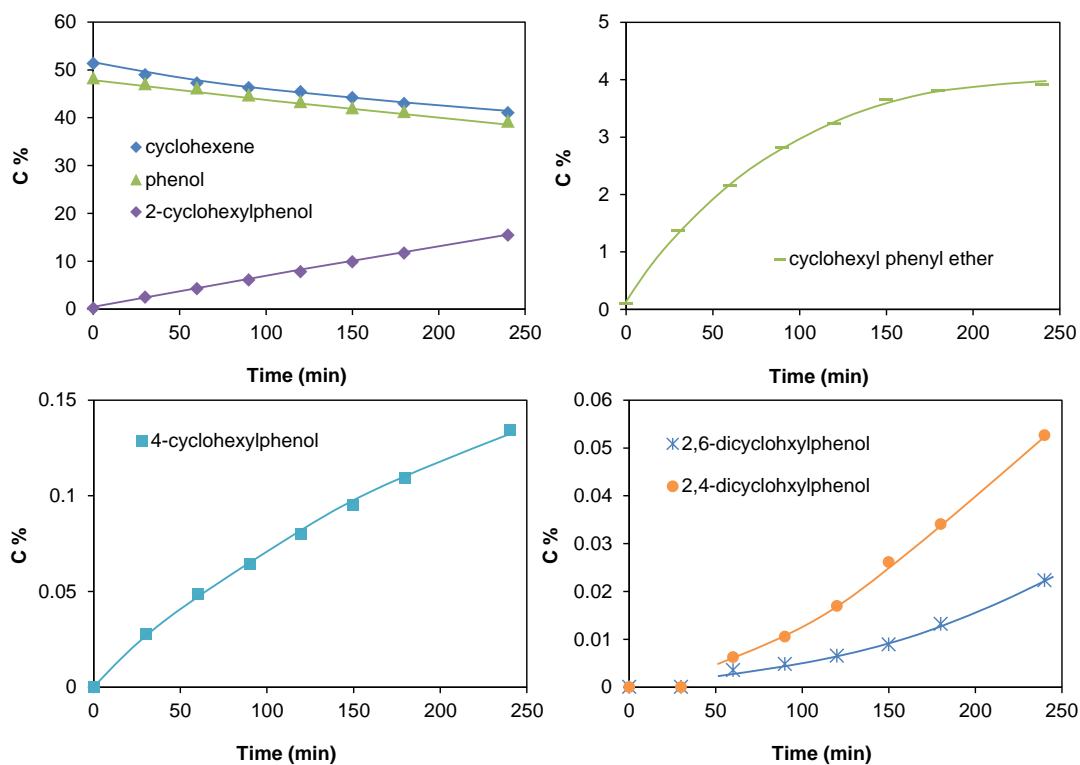 60
50
40
30
20
10
0
C %
cyclohexene
phenol
2-cyclohexylphenol
0 50 100 150 200 250
Time (min)
5
4
3
2
1
0
C %
cyclohexyl phenyl ether
0 50 100 150 200 250
Time (min)
0.15
0.1
0.05
0
C %
4-cyclohexylphenol
0 50 100 150 200 250
Time (min)
0.06
0.05
0.04
0.03
0.02
0.01
0
C %
2,6-dicyclohxylphenol
2,4-dicyclohxylphenol
0 50 100 150 200 250
Time (min)